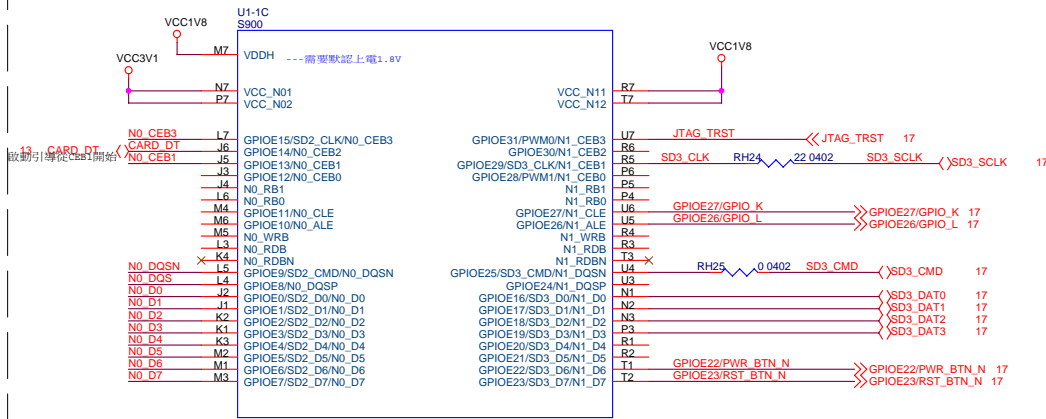 U1-1C
S900
VCC1V8
M7 VDDH ---需要默認上電1.8V
VCC3V1
VCC1V8
N7 VCC_N01 VCC_N11 R7
P7 VCC_N02 VCC_N12 T7
N0_CEB3 L7 GPIOE15/SD2_CLK/N0_CEB3 GPIOE31/PWM0/N1_CEB3 U7 JTAG_TRST JTAG_TRST 17
13 CARD_DT CARD_DT J6 GPIOE14/N0_CEB2 GPIOE30/N1_CEB2 R6
啟動引導從CEB1開始 N0_CEB1 J5 GPIOE13/N0_CEB1 GPIOE29/SD3_CLK/N1_CEB1 R5 SD3_CLK RH24 22 0402 SD3_SCLK SD3_SCLK 17
J3 GPIOE12/N0_CEB0 GPIOE28/PWM1/N1_CEB0 P6
J4 N0_RB1 N1_RB1 P5
L6 N0_RB0 N1_RB0 P4
M4 GPIOE11/N0_CLE GPIOE27/N1_CLE U6 GPIOE27/GPIO_K GPIOE27/GPIO_K 17
M6 GPIOE10/N0_ALE GPIOE26/N1_ALE U5 GPIOE26/GPIO_L GPIOE26/GPIO_L 17
M5 N0_WRB N1_WRB R4
L3 N0_RDB N1_RDB R3
K4 N0_RDBN N1_RDBN T3
N0_DQSN L5 GPIOE9/SD2_CMD/N0_DQSN GPIOE25/SD3_CMD/N1_DQSN U4 RH25 0 0402 SD3_CMD SD3_CMD 17
N0_DQS L4 GPIOE8/N0_DQSP GPIOE24/N1_DQSP U3
N0_D0 J2 GPIOE0/SD2_D0/N0_D0 GPIOE16/SD3_D0/N1_D0 N1 SD3_DAT0 17
N0_D1 J1 GPIOE1/SD2_D1/N0_D1 GPIOE17/SD3_D1/N1_D1 N2 SD3_DAT1 17
N0_D2 K2 GPIOE2/SD2_D2/N0_D2 GPIOE18/SD3_D2/N1_D2 N3 SD3_DAT2 17
N0_D3 K1 GPIOE3/SD2_D3/N0_D3 GPIOE19/SD3_D3/N1_D3 P3 SD3_DAT3 17
N0_D4 K3 GPIOE4/SD2_D4/N0_D4 GPIOE20/SD3_D4/N1_D4 R1
N0_D5 M2 GPIOE5/SD2_D5/N0_D5 GPIOE21/SD3_D5/N1_D5 R2
N0_D6 M1 GPIOE6/SD2_D6/N0_D6 GPIOE22/SD3_D6/N1_D6 T1 GPIOE22/PWR_BTN_N GPIOE22/PWR_BTN_N 17
N0_D7 M3 GPIOE7/SD2_D7/N0_D7 GPIOE23/SD3_D7/N1_D7 T2 GPIOE23/RST_BTN_N GPIOE23/RST_BTN_N 17